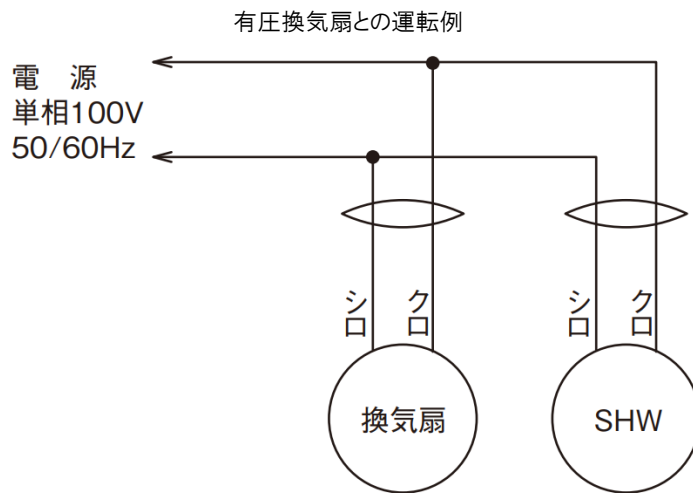 有圧換気扇との運転例
電　源
単相100V
50/60Hz
シロ
クロ
シロ
クロ
換気扇
SHW